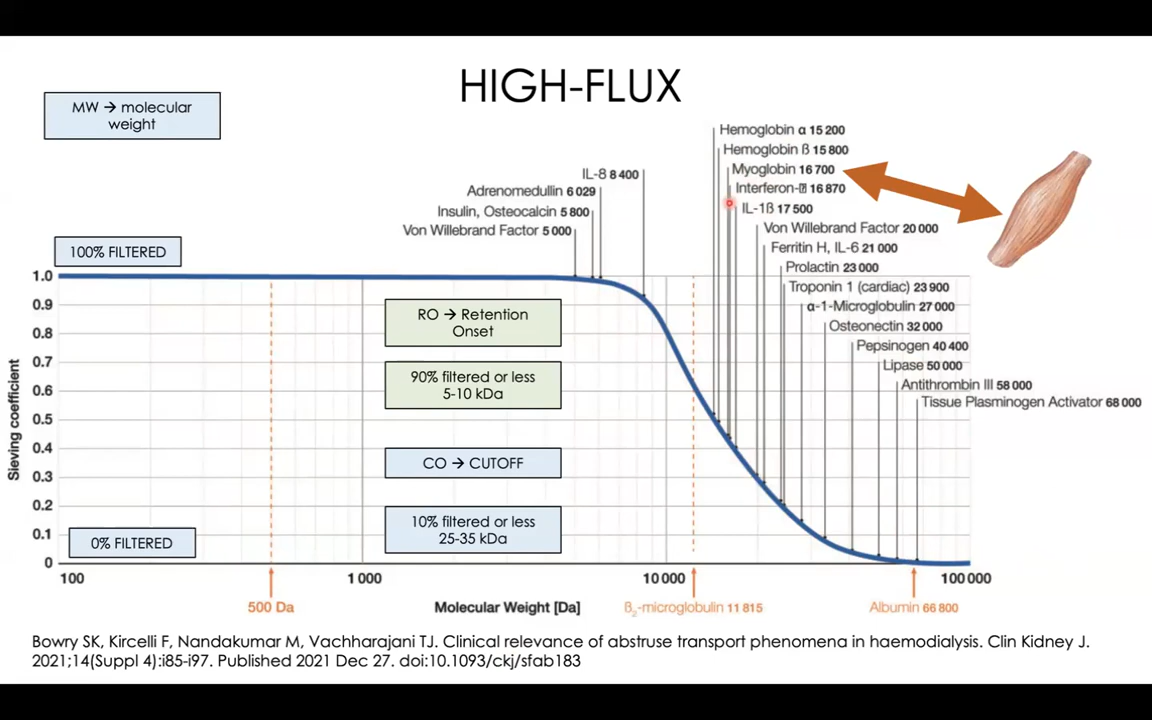 HIGH-FLUX
MW → molecular
weight
Hemoglobin α 15 200
Hemoglobin ß 15 800
Myoglobin 16 700
Interferon- 16 870
IL-1ß 17 500
Von Willebrand Factor 20 000
Ferritin H, IL-6 21 000
Prolactin 23 000
Troponin 1 (cardiac) 23 900
α-1-Microglobulin 27 000
Osteonectin 32 000
Pepsinogen 40 400
Lipase 50 000
Antithrombin III 58 000
Tissue Plasminogen Activator 68 000
IL-8 8 400
Adrenomedullin 6 029
Insulin, Osteocalcin 5 800
Von Willebrand Factor 5 000
100% FILTERED
RO → Retention
Onset
90% filtered or less
5-10 kDa
CO → CUTOFF
10% filtered or less
25-35 kDa
0% FILTERED
Sieving coefficient
1.0
0.9
0.8
0.7
0.6
0.5
0.4
0.3
0.2
0.1
0
100
1 000
10 000
100 000
500 Da
Molecular Weight [Da]
ß2-microglobulin 11 815
Albumin 66 800
Bowry SK, Kircelli F, Nandakumar M, Vachharajani TJ. Clinical relevance of abstruse transport phenomena in haemodialysis. Clin Kidney J.
2021;14(Suppl 4):i85-i97. Published 2021 Dec 27. doi:10.1093/ckj/sfab183